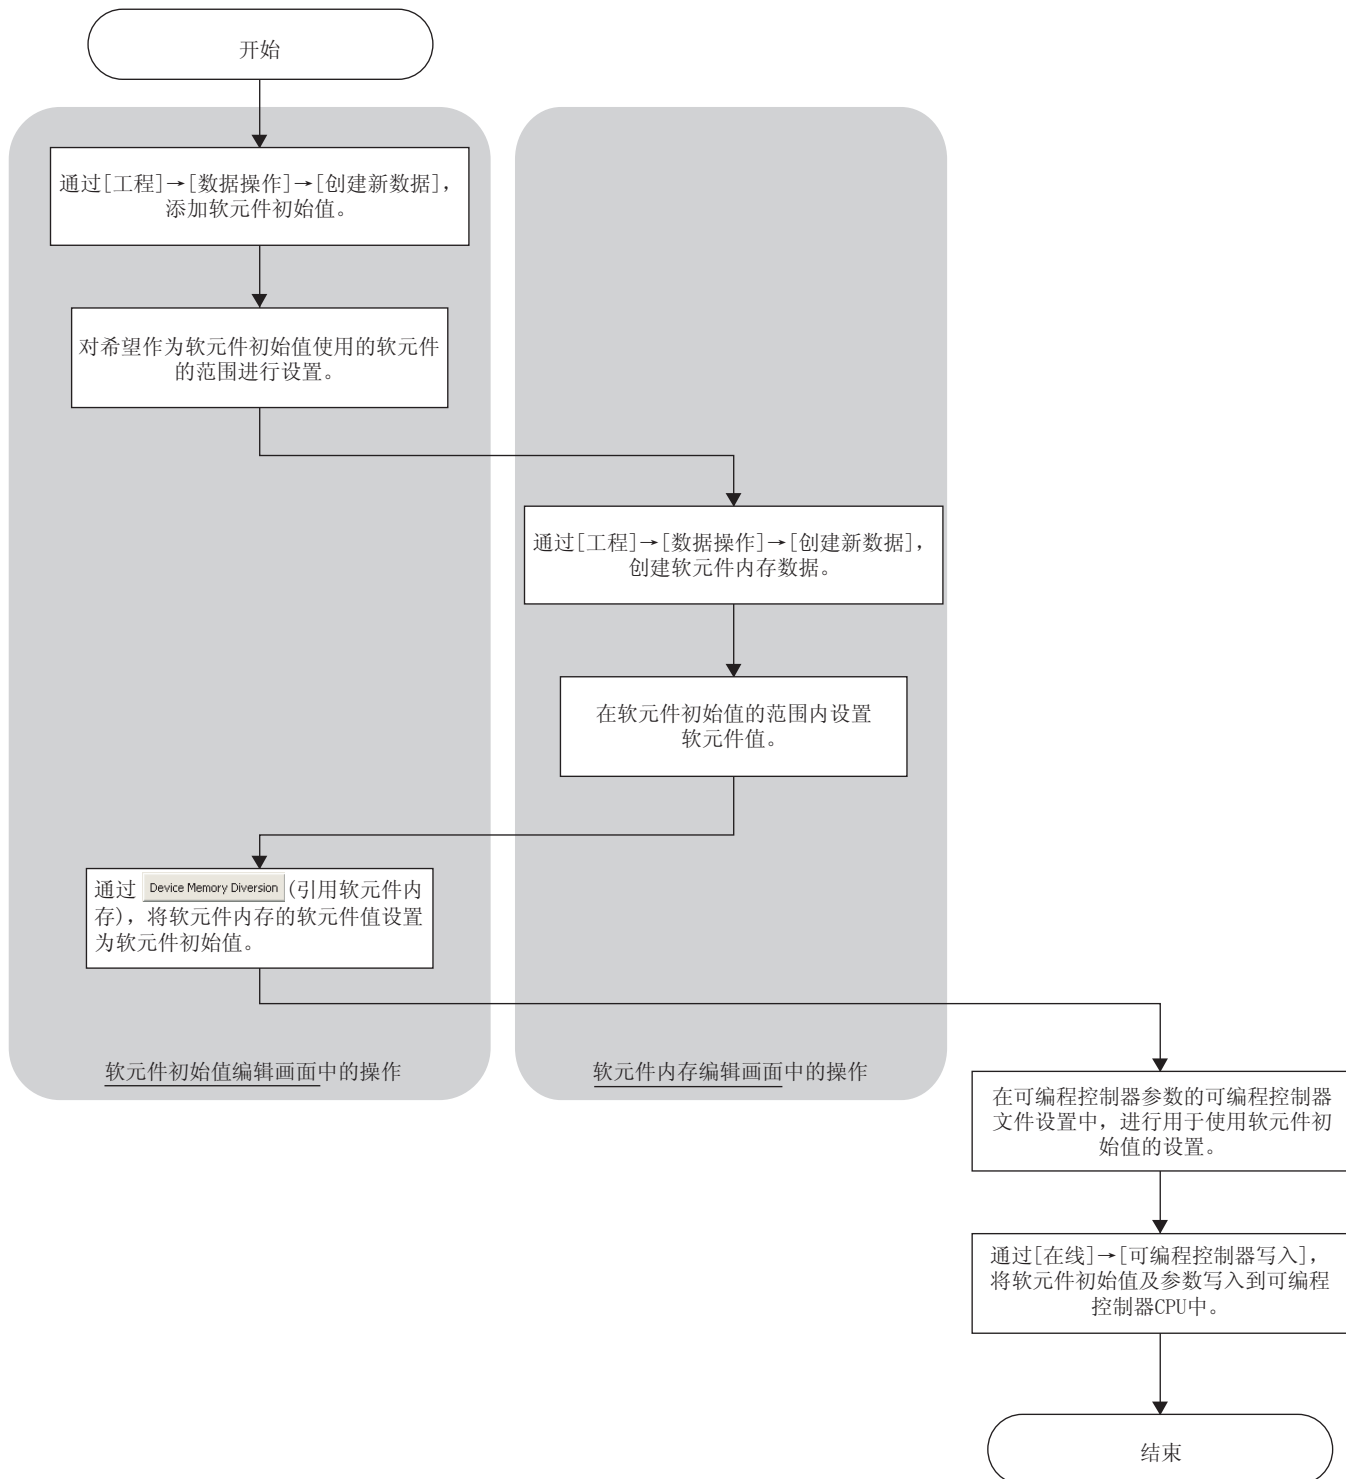 开始
通过[工程]→[数据操作]→[创建新数据],
添加软元件初始值。
对希望作为软元件初始值使用的软元件
的范围进行设置。
通过[工程]→[数据操作]→[创建新数据],
创建软元件内存数据。
在软元件初始值的范围内设置
软元件值。
通过 Device Memory Diversion (引用软元件内
存), 将软元件内存的软元件值设置
为软元件初始值。
软元件初始值编辑画面中的操作
软元件内存编辑画面中的操作
在可编程控制器参数的可编程控制器
文件设置中, 进行用于使用软元件初
始值的设置。
通过[在线]→[可编程控制器写入],
将软元件初始值及参数写入到可编程
控制器CPU中。
结束